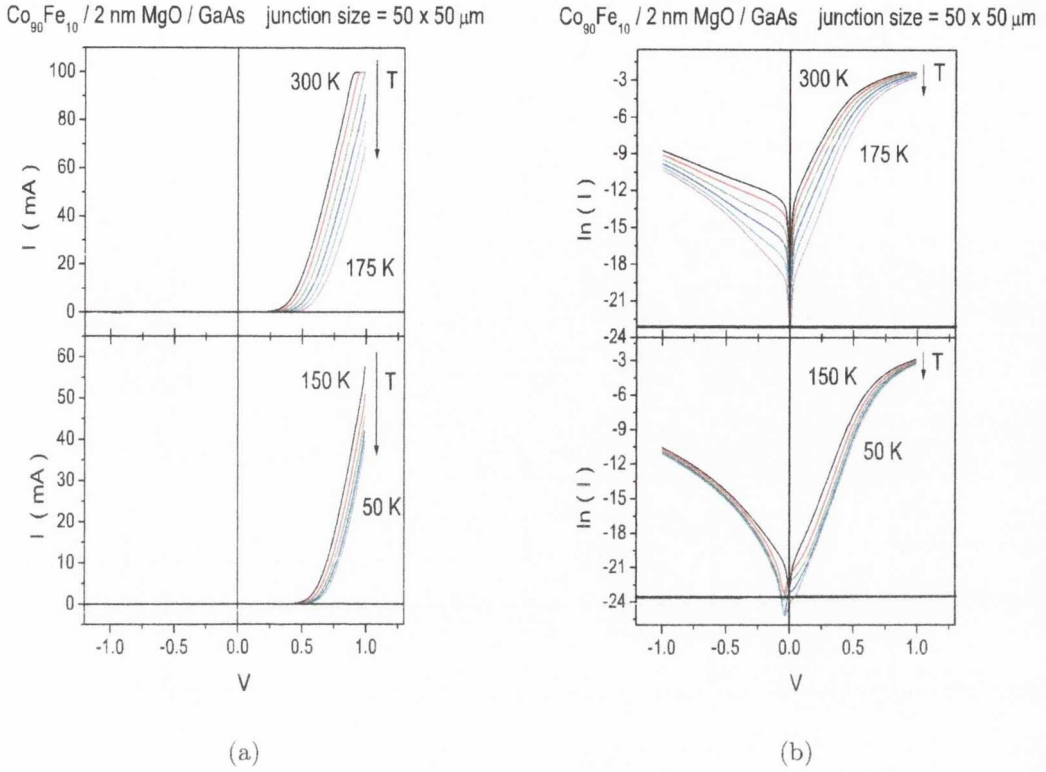 Co90Fe10 / 2 nm MgO / GaAs junction size = 50 x 50 μm
100
80
60
40
20
0
I ( mA )
300 K
T
175 K
60
50
40
30
20
10
0
I ( mA )
150 K
T
50 K
-1.0 -0.5 0.0 0.5 1.0
V
(a)
Co90Fe10 / 2 nm MgO / GaAs junction size = 50 x 50 μm
-3
-6
-9
-12
-15
-18
-21
-24
ln ( I )
300 K
T
175 K
-3
-6
-9
-12
-15
-18
-21
-24
ln ( I )
150 K
T
50 K
-1.0 -0.5 0.0 0.5 1.0
V
(b)